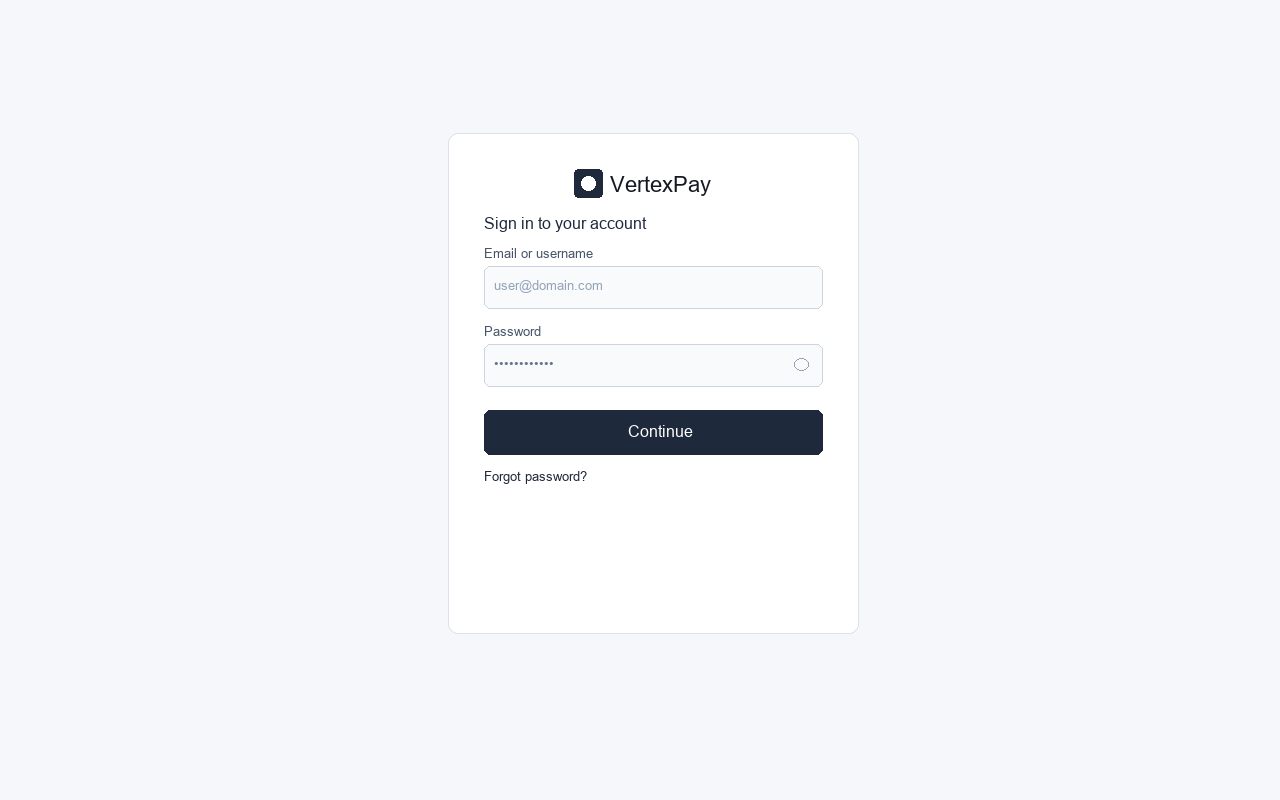 VertexPay
Sign in to your account
Email or username
user@domain.com
Password
••••••••••••
Continue
Forgot password?